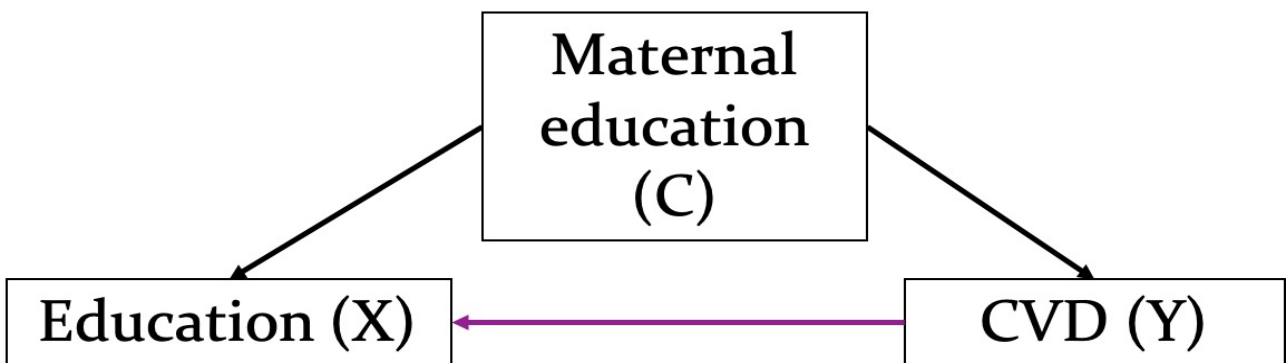 Maternal
education
(C)
Education (X)
CVD (Y)